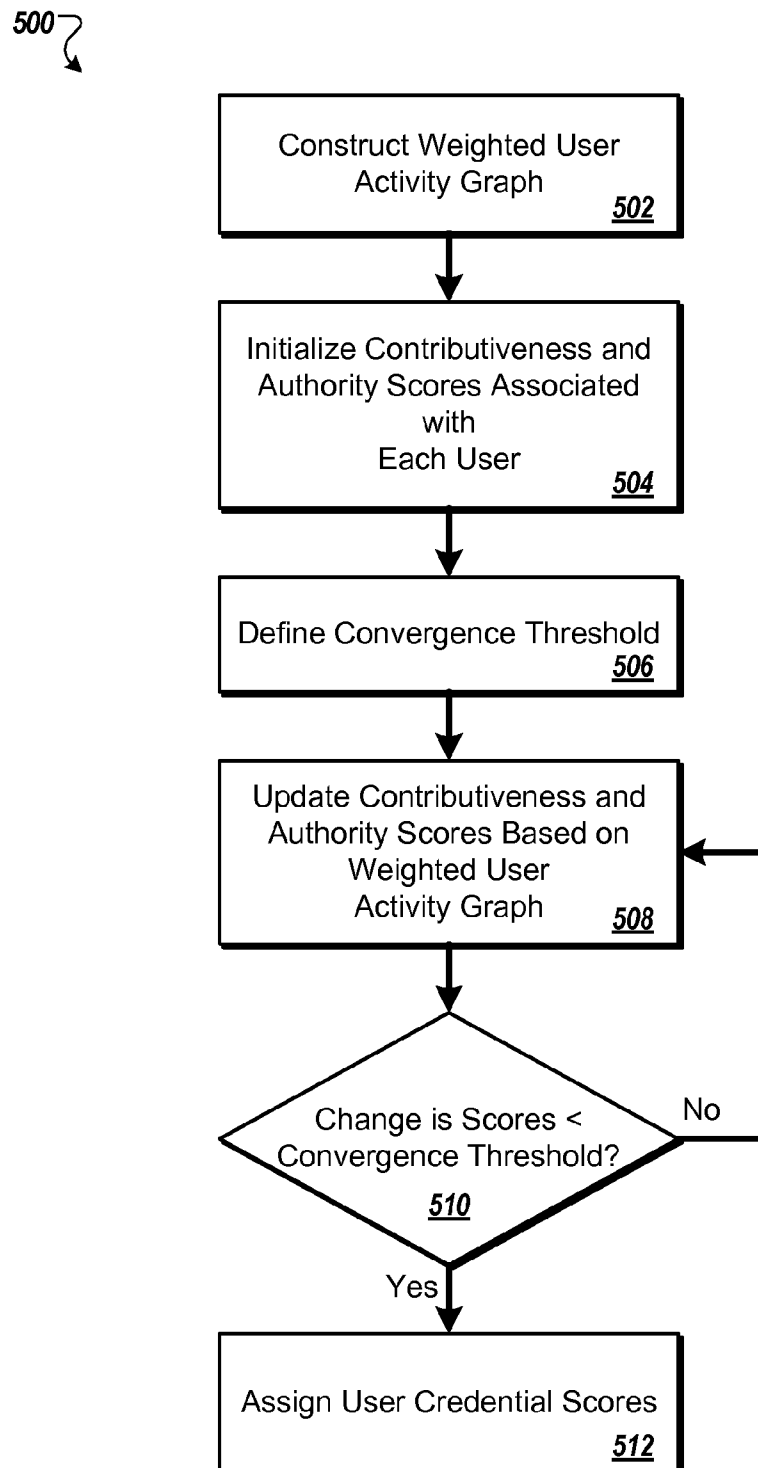 500
Construct Weighted User
Activity Graph
502
Initialize Contributiveness and
Authority Scores Associated
with
Each User
504
Define Convergence Threshold
506
Update Contributiveness and
Authority Scores Based on
Weighted User
Activity Graph
508
Change is Scores <
Convergence Threshold?
510
No
Yes
Assign User Credential Scores
512